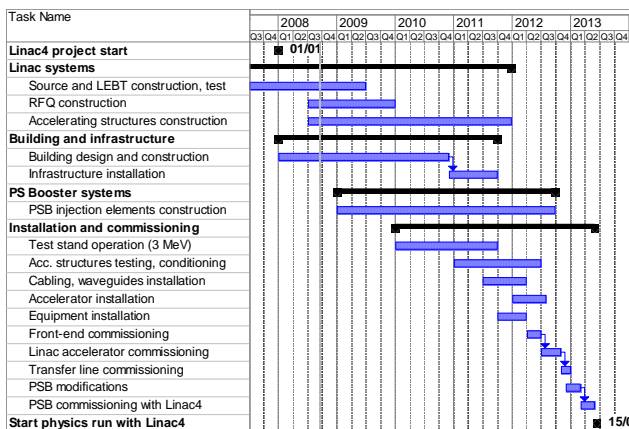 Task Name
2008 2009 2010 2011 2012 2013
Q3 Q4 Q1 Q2 Q3 Q4 Q1 Q2 Q3 Q4 Q1 Q2 Q3 Q4 Q1 Q2 Q3 Q4 Q1 Q2 Q3 Q4 Q1 Q2 Q3 Q4
Linac4 project start 01/01
Linac systems
Source and LEBT construction, test
RFQ construction
Accelerating structures construction
Building and infrastructure
Building design and construction
Infrastructure installation
PS Booster systems
PSB injection elements construction
Installation and commissioning
Test stand operation (3 MeV)
Acc. structures testing, conditioning
Cabling, waveguides installation
Accelerator installation
Equipment installation
Front-end commissioning
Linac accelerator commissioning
Transfer line commissioning
PSB modifications
PSB commissioning with Linac4
Start physics run with Linac4